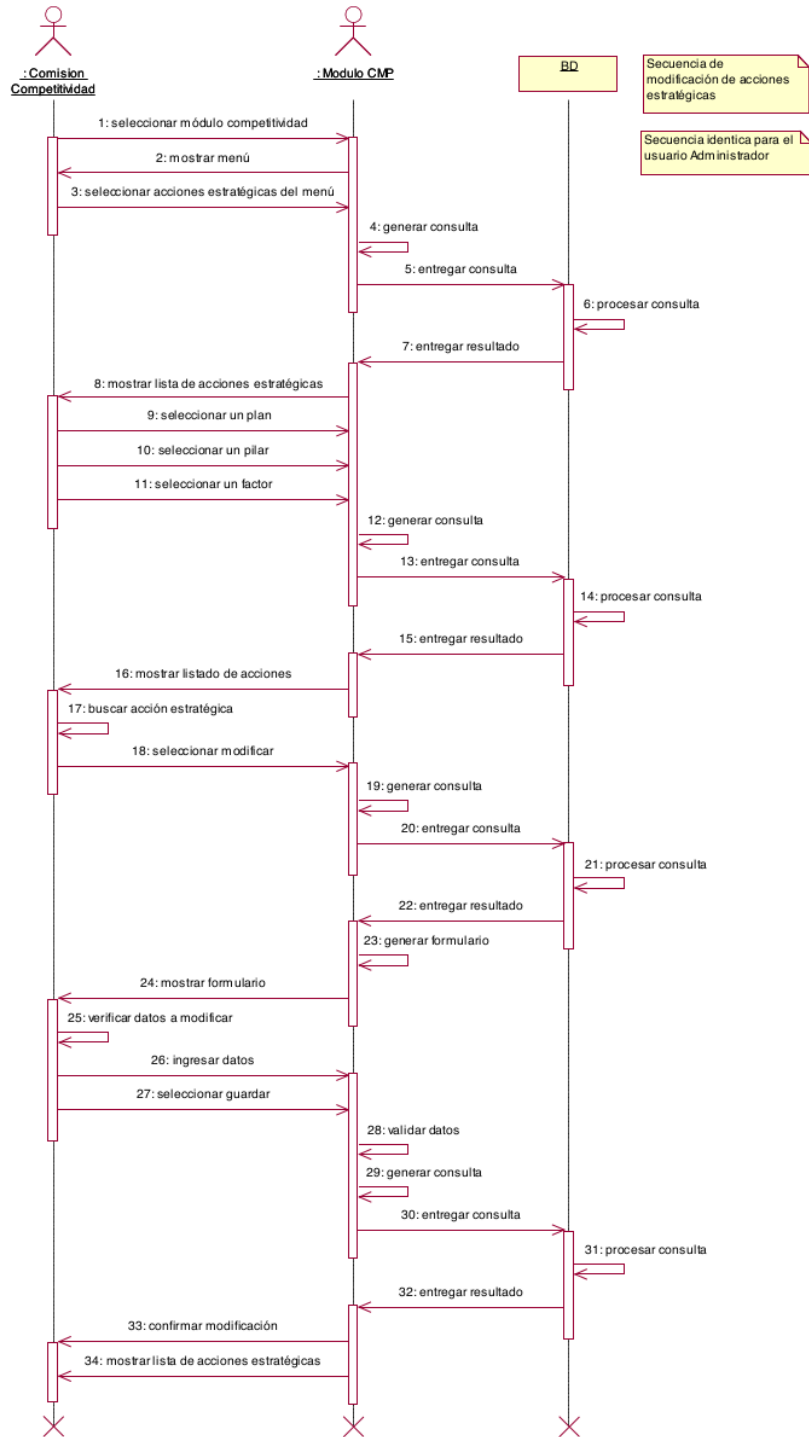 : Comision
Competitividad
: Modulo CMP
BD
Secuencia de
modificación de acciones
estratégicas
Secuencia identica para el
usuario Administrador
1: seleccionar módulo competitividad
2: mostrar menú
3: seleccionar acciones estratégicas del menú
4: generar consulta
5: entregar consulta
6: procesar consulta
7: entregar resultado
8: mostrar lista de acciones estratégicas
9: seleccionar un plan
10: seleccionar un pilar
11: seleccionar un factor
12: generar consulta
13: entregar consulta
14: procesar consulta
15: entregar resultado
16: mostrar listado de acciones
17: buscar acción estratégica
18: seleccionar modificar
19: generar consulta
20: entregar consulta
21: procesar consulta
22: entregar resultado
23: generar formulario
24: mostrar formulario
25: verificar datos a modificar
26: ingresar datos
27: seleccionar guardar
28: validar datos
29: generar consulta
30: entregar consulta
31: procesar consulta
32: entregar resultado
33: confirmar modificación
34: mostrar lista de acciones estratégicas